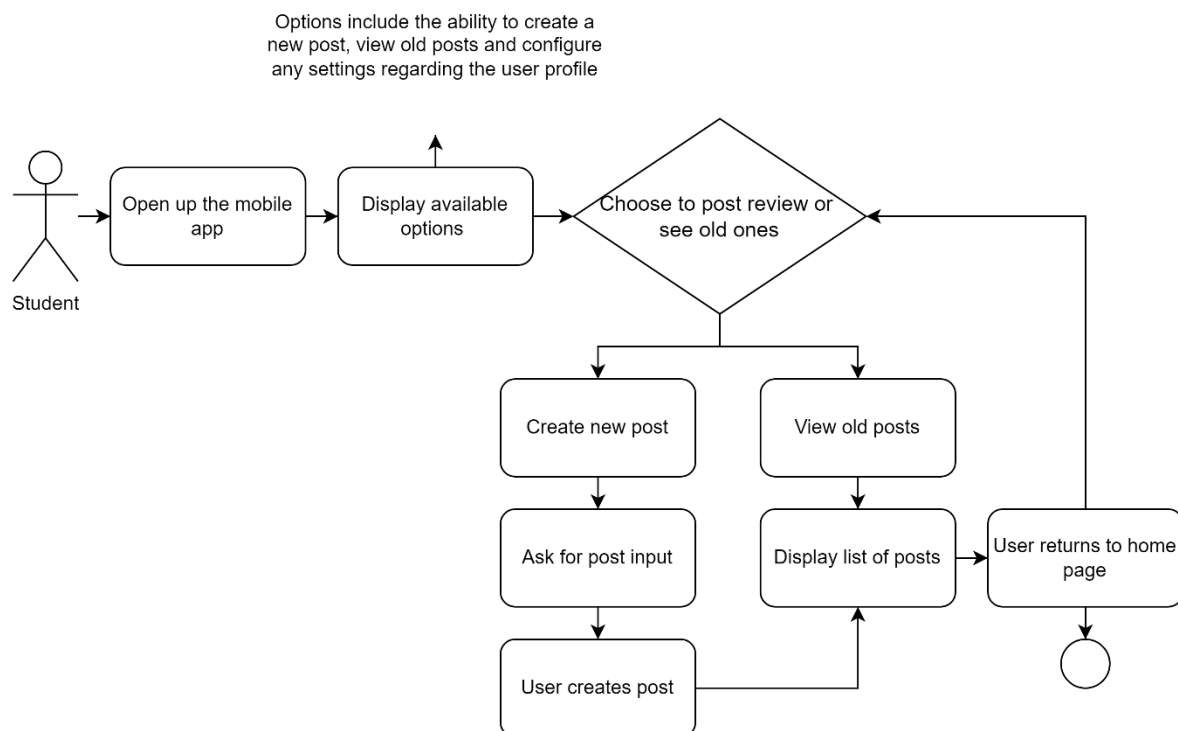 Options include the ability to create a
new post, view old posts and configure
any settings regarding the user profile
Open up the mobile
app
Display available
options
Choose to post review or
see old ones
Student
Create new post
View old posts
Ask for post input
Display list of posts
User returns to home
page
User creates post